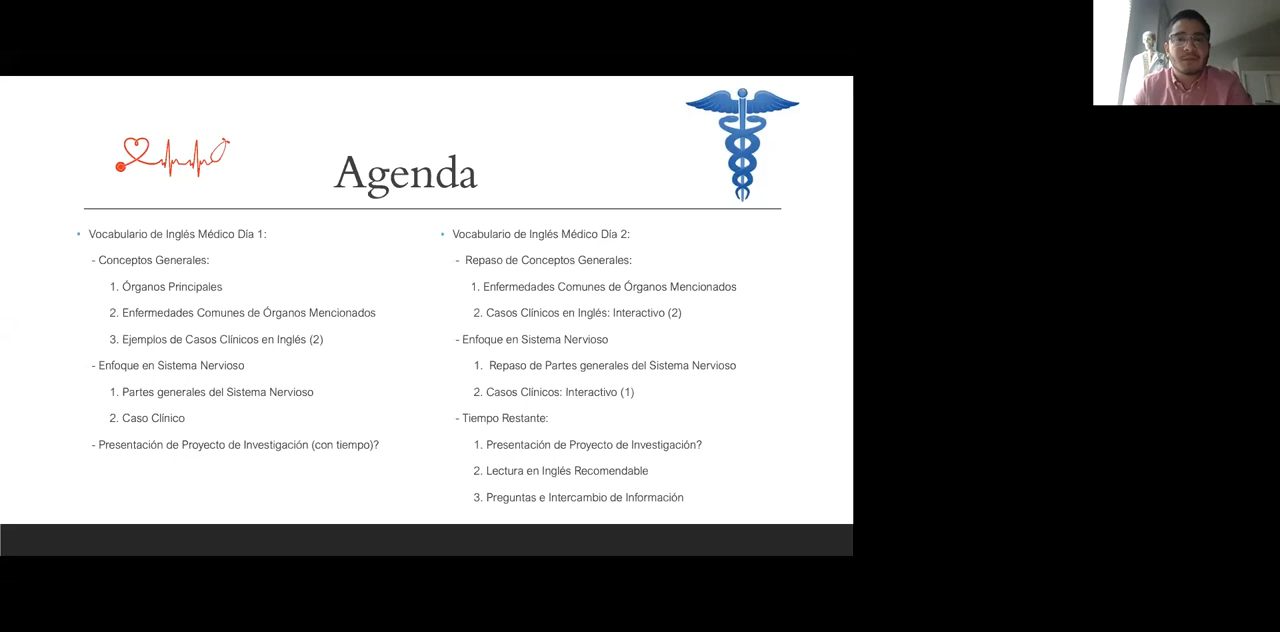 Agenda
• Vocabulario de Inglés Médico Día 1:
- Conceptos Generales:
1. Órganos Principales
2. Enfermedades Comunes de Órganos Mencionados
3. Ejemplos de Casos Clínicos en Inglés (2)
- Enfoque en Sistema Nervioso
1. Partes generales del Sistema Nervioso
2. Caso Clínico
- Presentación de Proyecto de Investigación (con tiempo)?
• Vocabulario de Inglés Médico Día 2:
- Repaso de Conceptos Generales:
1. Enfermedades Comunes de Órganos Mencionados
2. Casos Clínicos en Inglés: Interactivo (2)
- Enfoque en Sistema Nervioso
1. Repaso de Partes generales del Sistema Nervioso
2. Casos Clínicos: Interactivo (1)
- Tiempo Restante:
1. Presentación de Proyecto de Investigación?
2. Lectura en Inglés Recomendable
3. Preguntas e Intercambio de Información